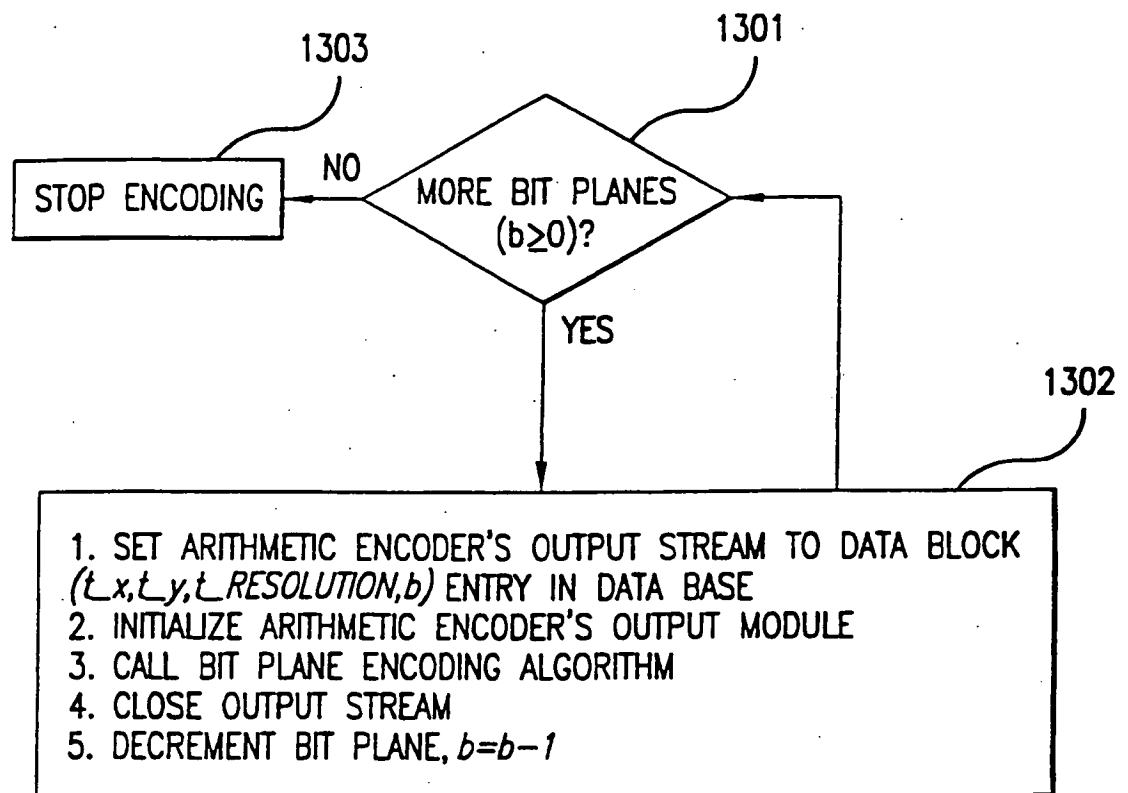 1303
1301
NO
STOP ENCODING
MORE BIT PLANES
(b≥0)?
YES
1302
1. SET ARITHMETIC ENCODER'S OUTPUT STREAM TO DATA BLOCK
(t_x,t_y,t_RESOLUTION,b) ENTRY IN DATA BASE
2. INITIALIZE ARITHMETIC ENCODER'S OUTPUT MODULE
3. CALL BIT PLANE ENCODING ALGORITHM
4. CLOSE OUTPUT STREAM
5. DECREMENT BIT PLANE, b=b-1